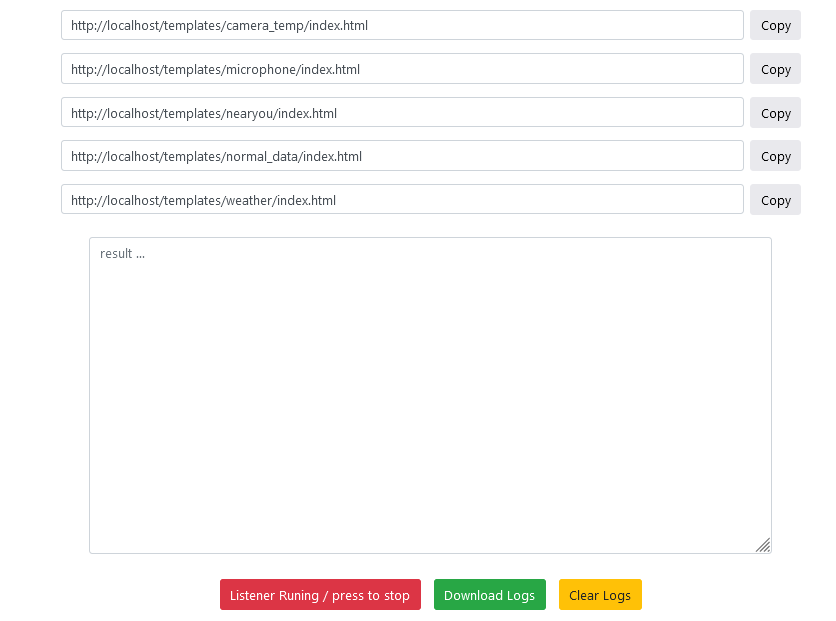 http://localhost/templates/camera_temp/index.html Copy
http://localhost/templates/microphone/index.html Copy
http://localhost/templates/nearyou/index.html Copy
http://localhost/templates/normal_data/index.html Copy
http://localhost/templates/weather/index.html Copy
result ...
Listener Runing / press to stop Download Logs Clear Logs